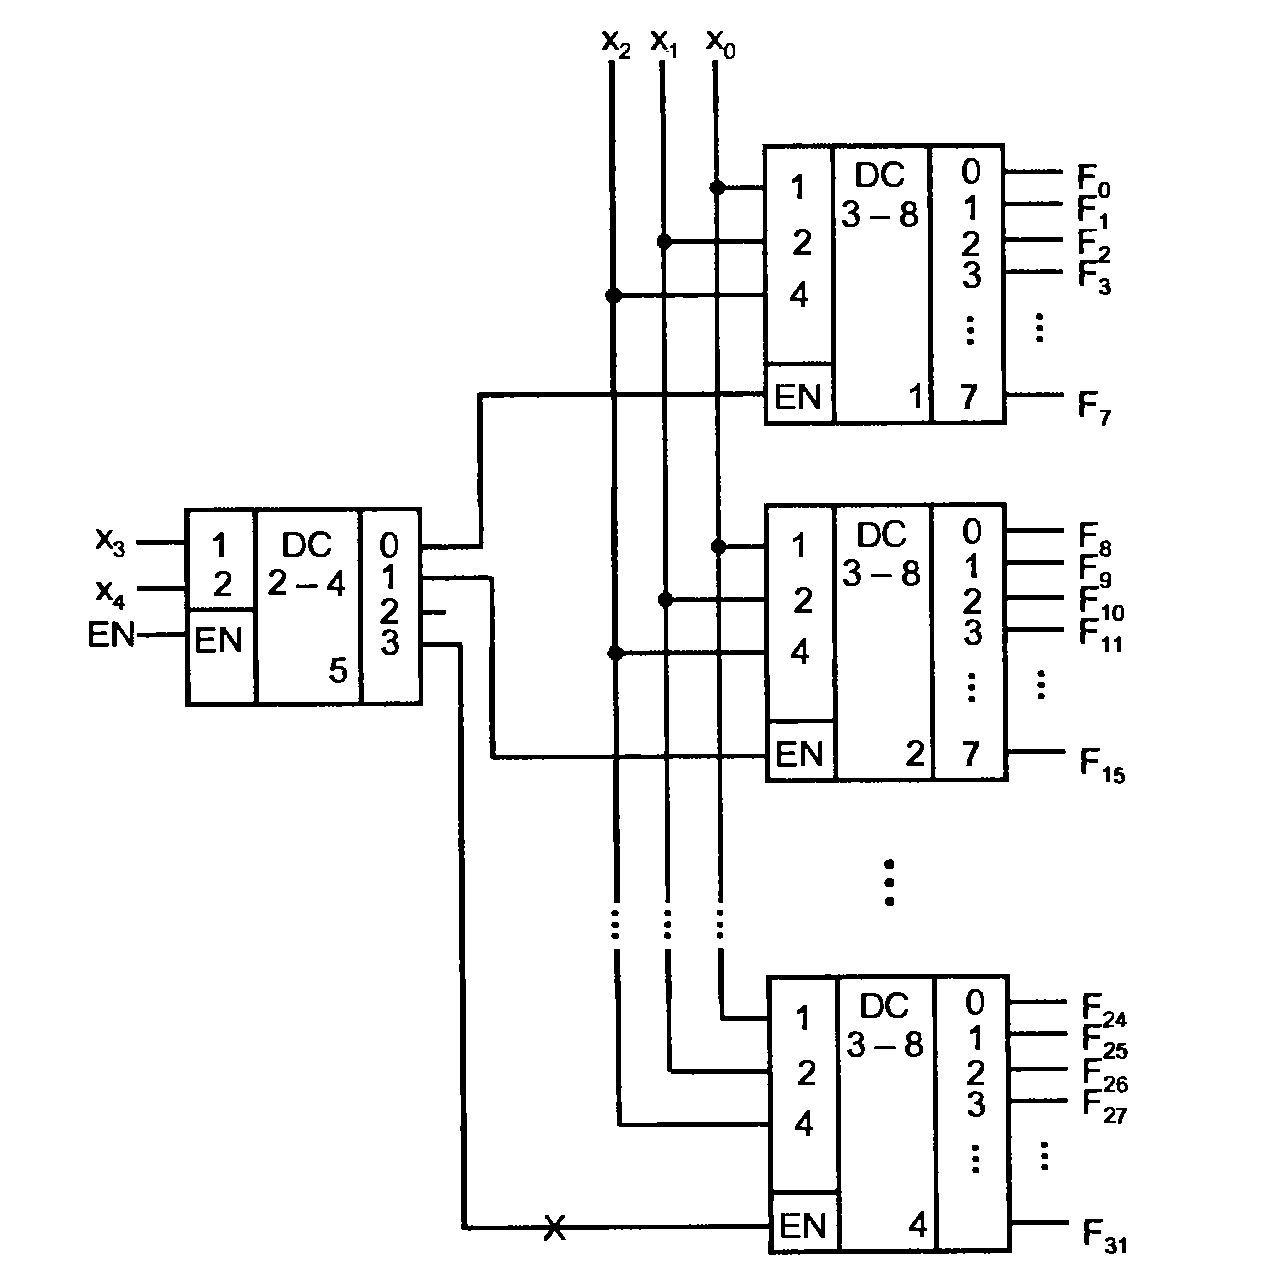 x₂ x₁ x₀
1 DC 0 F₀
3 – 8 1 F₁
2 2 F₂
3 F₃
4
⋮ ⋮
EN 1 7 F₇
x₃ 1 DC 0
x₄ 2 2 – 4 1
2
EN EN 3
5
1 DC 0 F₈
3 – 8 1 F₉
2 2 F₁₀
3 F₁₁
4
⋮ ⋮
EN 2 7 F₁₅
⋮
⋮ ⋮ ⋮
1 DC 0 F₂₄
3 – 8 1 F₂₅
2 2 F₂₆
3 F₂₇
4
⋮ ⋮
X EN 4 7 F₃₁